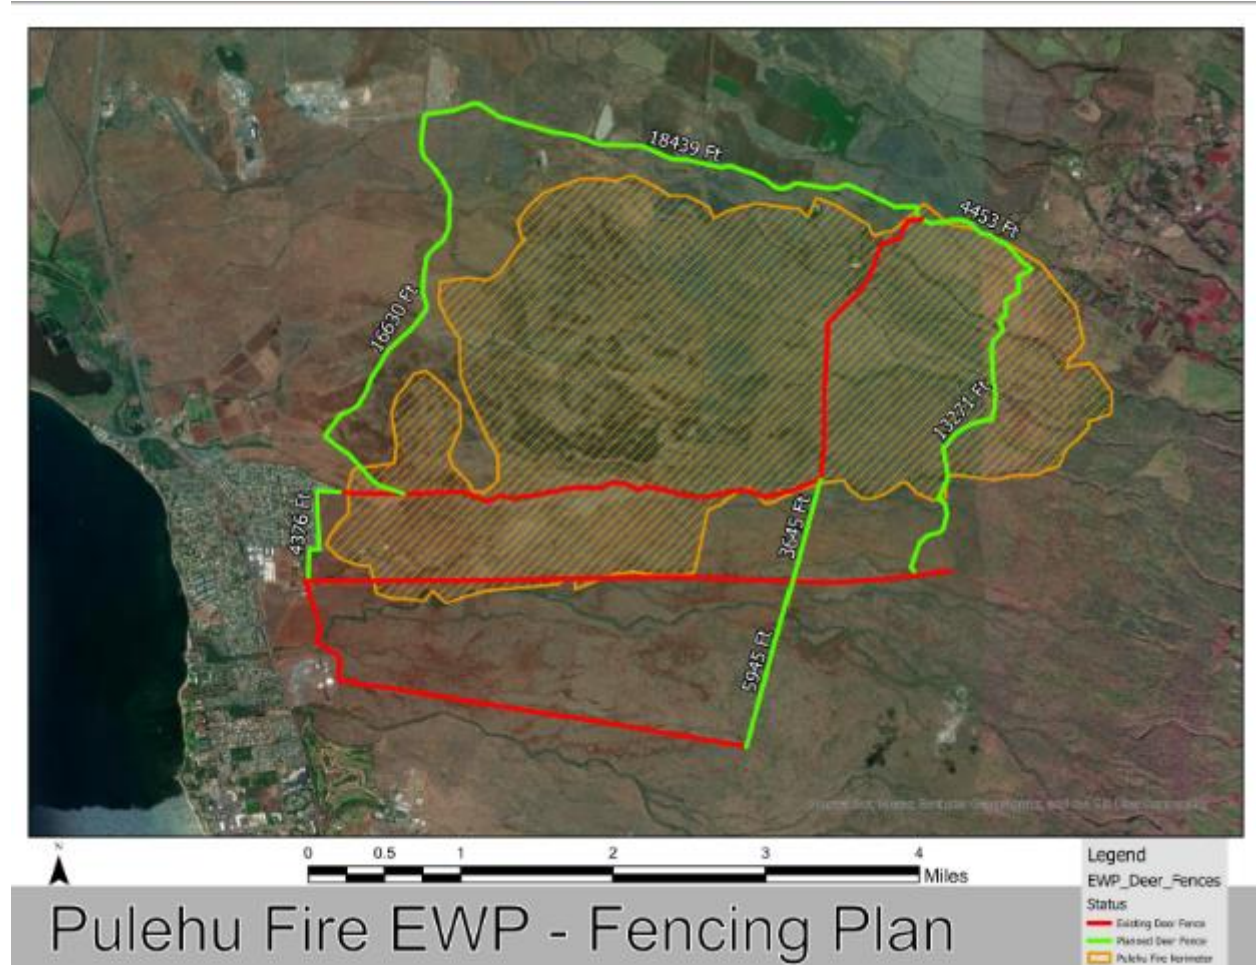 18439 Ft
4453 Ft
16630 Ft
13271 Ft
4376 Ft
3645 Ft
5945 Ft
N
0 0.5 1 2 3 4
Miles
Legend
EWP_Deer_Fences
Status
Existing Deer Fence
Planned Deer Fence
Pulehu Fire Perimeter
Pulehu Fire EWP - Fencing Plan